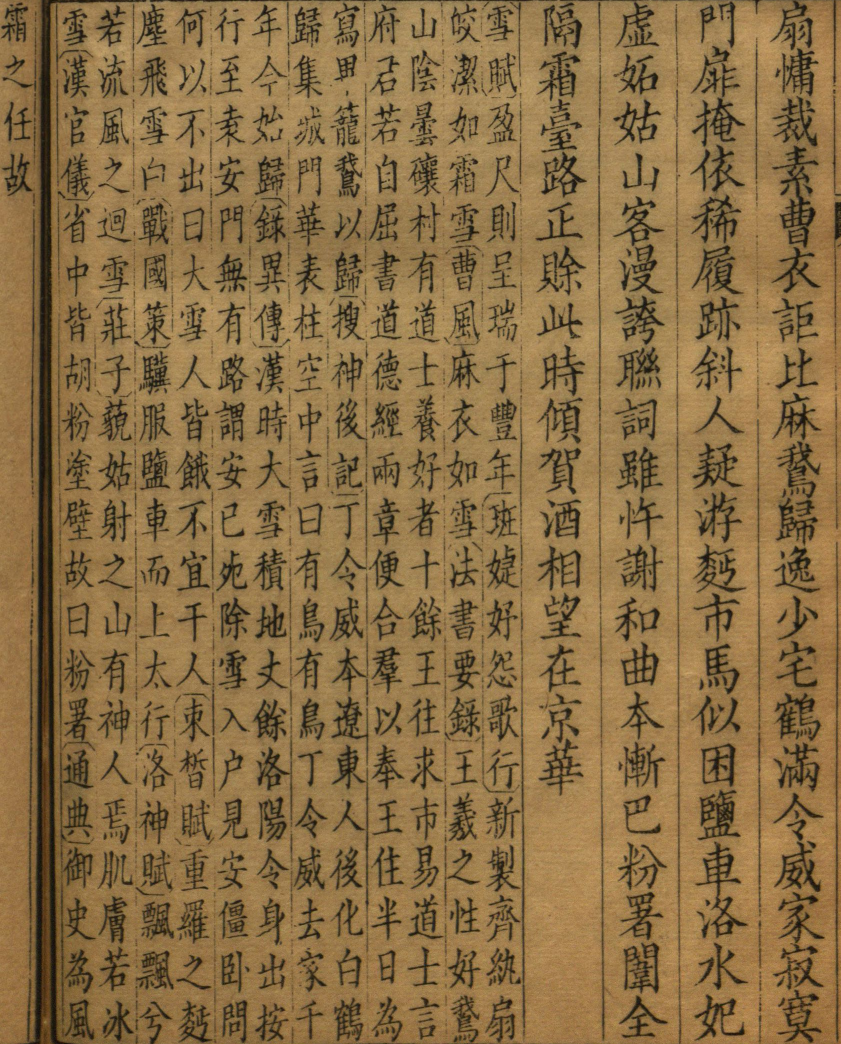 扇慵裁素曹衣詎比麻鵞歸逸少宅鶴滿令威家寂寞
門扉掩依稀履跡斜人疑游麪市馬似困鹽車洛水妃
虛妬姑山客漫誇聯詞雖忤謝和曲本慚巴粉署闈全
隔霜臺路正賒此時傾賀酒相望在京華
雪賦盈尺則呈瑞于豐年班婕妤怨歌行新製齊紈扇
皎潔如霜雪曹風麻衣如雪法書要錄王羲之性好鵞
山陰曇𥗬村有道士養好者十餘王往求市易道士言
府君若自屈書道德經兩章便合羣以奉王住半日為
寫畢籠鵞以歸搜神後記丁令威本遼東人後化白鶴
歸集城門華表柱空中言曰有鳥有鳥丁令威去家千
年今始歸錄異傳漢時大雪積地丈餘洛陽令身出按
行至袁安門無有路謂安已死除雪入户見安僵卧問
何以不出曰大雪人皆餓不宜干人束晳賦重羅之麪
塵飛雪白戰國策驥服鹽車而上太行洛神賦飄飄兮
若流風之迴雪莊子藐姑射之山有神人焉肌膚若冰
雪漢官儀省中皆胡粉塗壁故曰粉署通典御史為風
霜之任故